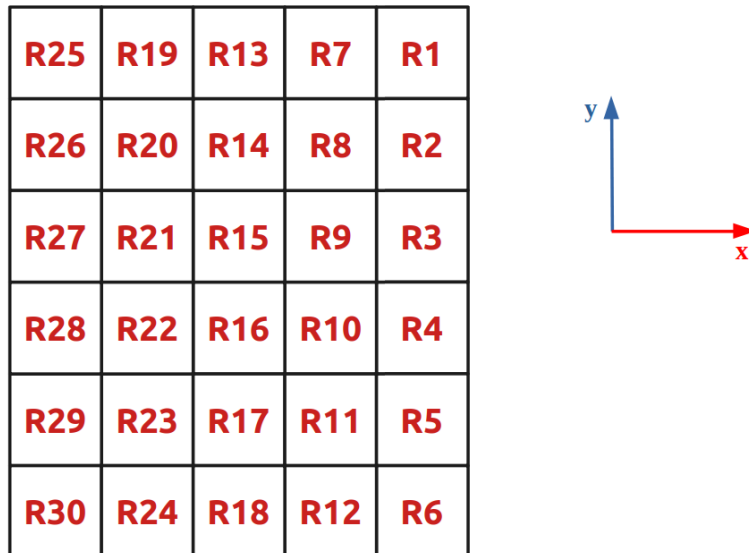 R25 R19 R13 R7 R1
R26 R20 R14 R8 R2
R27 R21 R15 R9 R3
R28 R22 R16 R10 R4
R29 R23 R17 R11 R5
R30 R24 R18 R12 R6
y
x